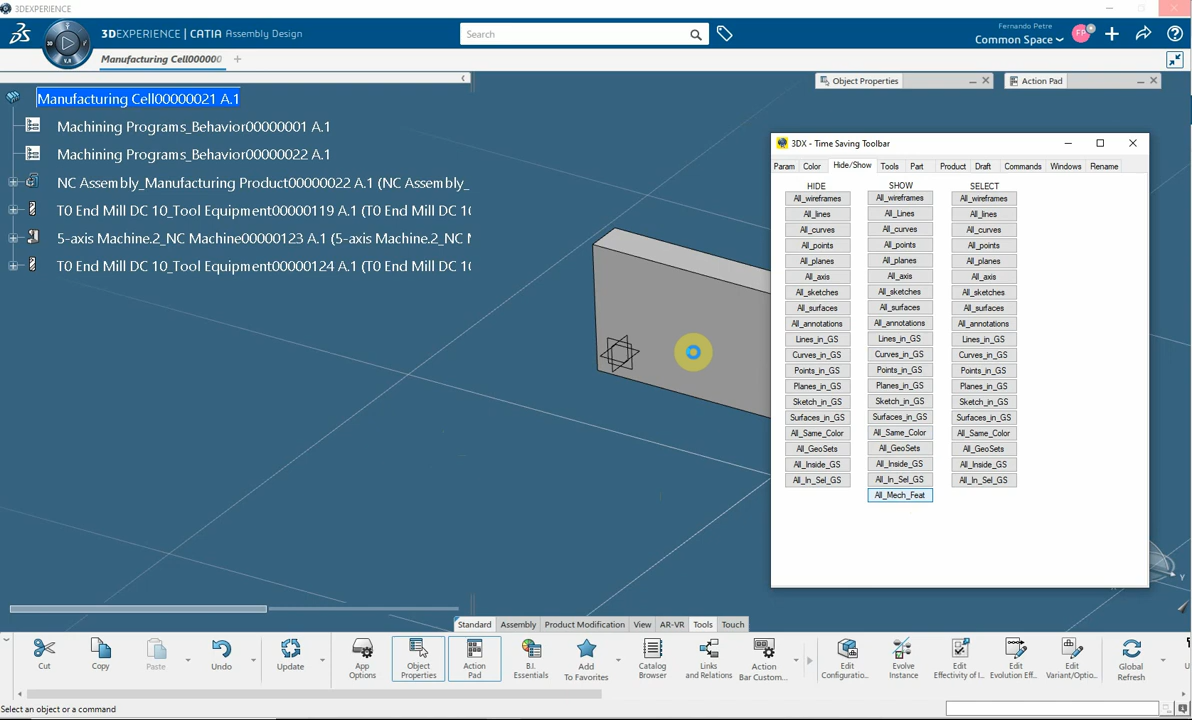 3DEXPERIENCE
3DEXPERIENCE | CATIA Assembly Design
Search
Fernando Petre
Common Space
FP
Manufacturing Cell000000
Object Properties
Action Pad
Manufacturing Cell00000021 A.1
Machining Programs_Behavior00000001 A.1
Machining Programs_Behavior00000022 A.1
NC Assembly_Manufacturing Product00000022 A.1 (NC Assembly_
T0 End Mill DC 10_Tool Equipment00000119 A.1 (T0 End Mill DC 10
5-axis Machine.2_NC Machine00000123 A.1 (5-axis Machine.2_NC M
T0 End Mill DC 10_Tool Equipment00000124 A.1 (T0 End Mill DC 10
3DX - Time Saving Toolbar
Param Color Hide/Show Tools Part Product Draft Commands Windows Rename
HIDE SHOW SELECT
All_wireframes All_wireframes All_wireframes
All_lines All_Lines All_lines
All_curves All_curves All_curves
All_points All_points All_points
All_planes All_planes All_planes
All_axis All_axis All_axis
All_sketches All_sketches All_sketches
All_surfaces All_surfaces All_surfaces
All_annotations All_annotations All_annotations
Lines_in_GS Lines_in_GS Lines_in_GS
Curves_in_GS Curves_in_GS Curves_in_GS
Points_in_GS Points_in_GS Points_in_GS
Planes_in_GS Planes_in_GS Planes_in_GS
Sketch_in_GS Sketch_in_GS Sketch_in_GS
Surfaces_in_GS Surfaces_in_GS Surfaces_in_GS
All_Same_Color All_Same_Color All_Same_Color
All_GeoSets All_GeoSets All_GeoSets
All_Inside_GS All_Inside_GS All_Inside_GS
All_In_Sel_GS All_In_Sel_GS All_In_Sel_GS
All_Mech_Feat
Y
Standard Assembly Product Modification View AR-VR Tools Touch
Cut Copy Paste Undo Update App Options Object Properties Action Pad B.I. Essentials Add To Favorites Catalog Browser Links and Relations Action Bar Custom... Edit Configuratio... Evolve Instance Edit Effectivity of I... Edit Evolution Eff... Edit Variant/Optio... Global Refresh
Select an object or a command